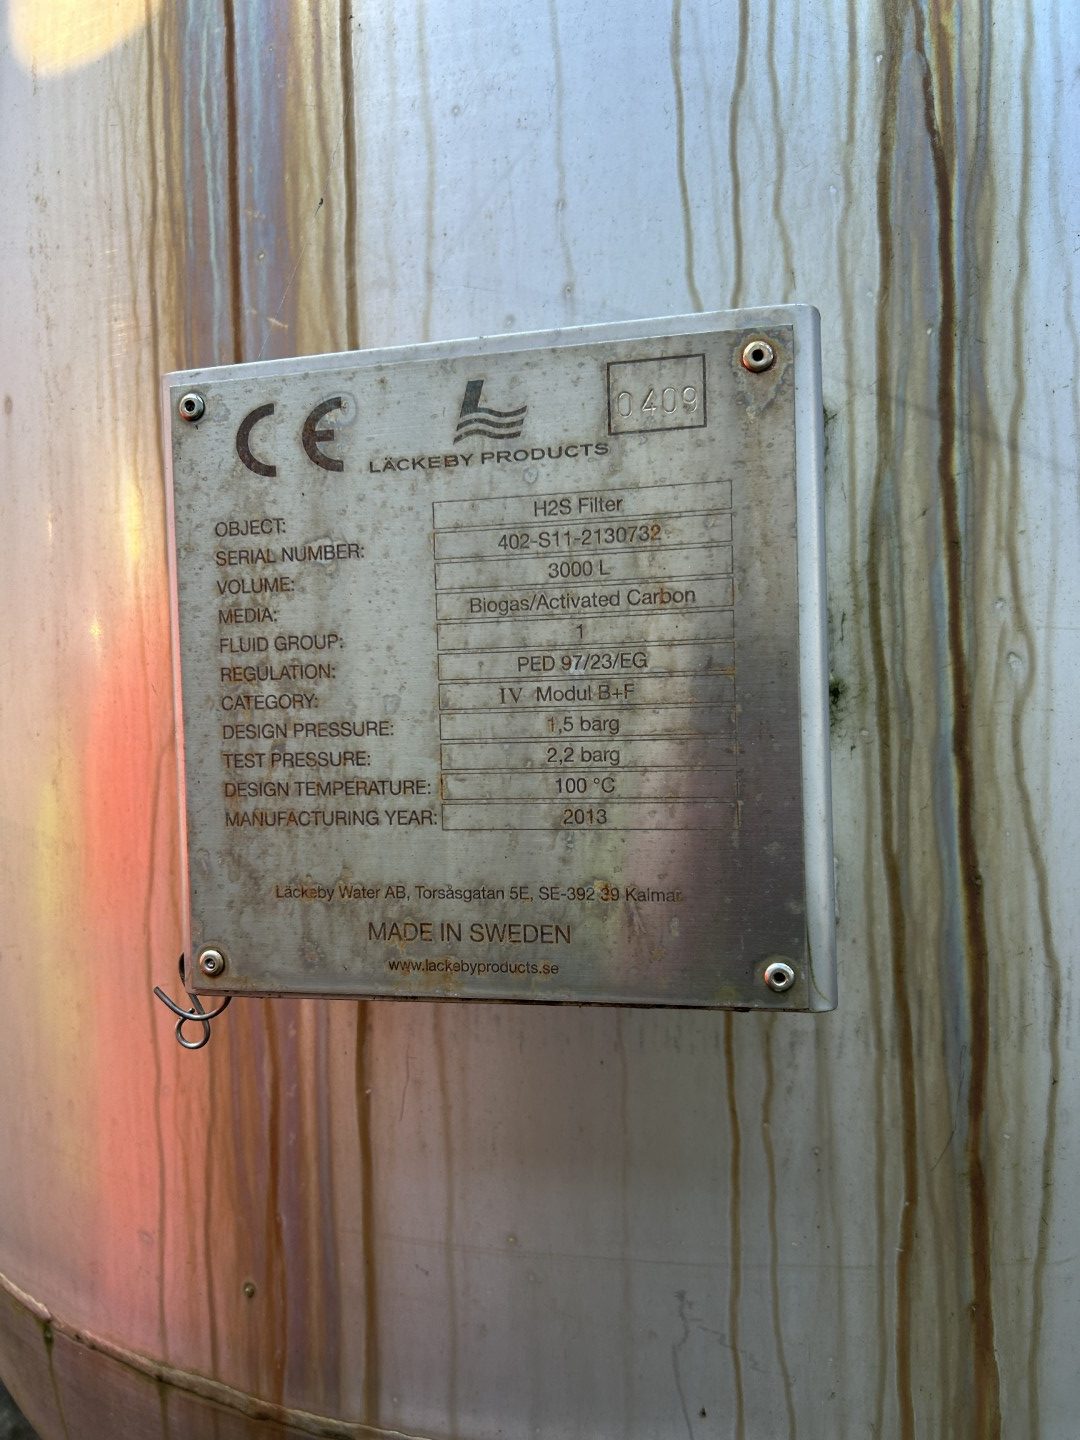 CE
LÄCKEBY PRODUCTS
0409
OBJECT: H2S Filter
SERIAL NUMBER: 402-S11-2130732
VOLUME: 3000 L
MEDIA: Biogas/Activated Carbon
FLUID GROUP: 1
REGULATION: PED 97/23/EG
CATEGORY: IV Modul B+F
DESIGN PRESSURE: 1,5 barg
TEST PRESSURE: 2,2 barg
DESIGN TEMPERATURE: 100 °C
MANUFACTURING YEAR: 2013
Läckeby Water AB, Torsåsgatan 5E, SE-392 39 Kalmar
MADE IN SWEDEN
www.lackebyproducts.se